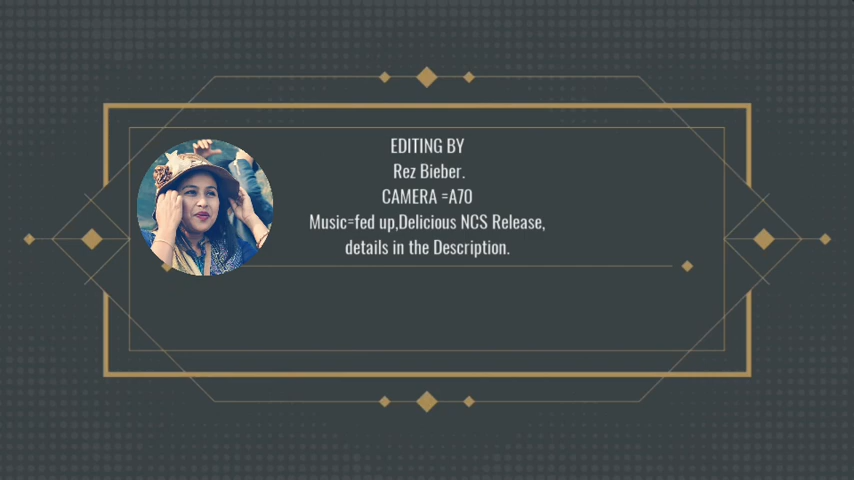 EDITING BY
Rez Bieber.
CAMERA =A70
Music=fed up,Delicious NCS Release,
details in the Description.